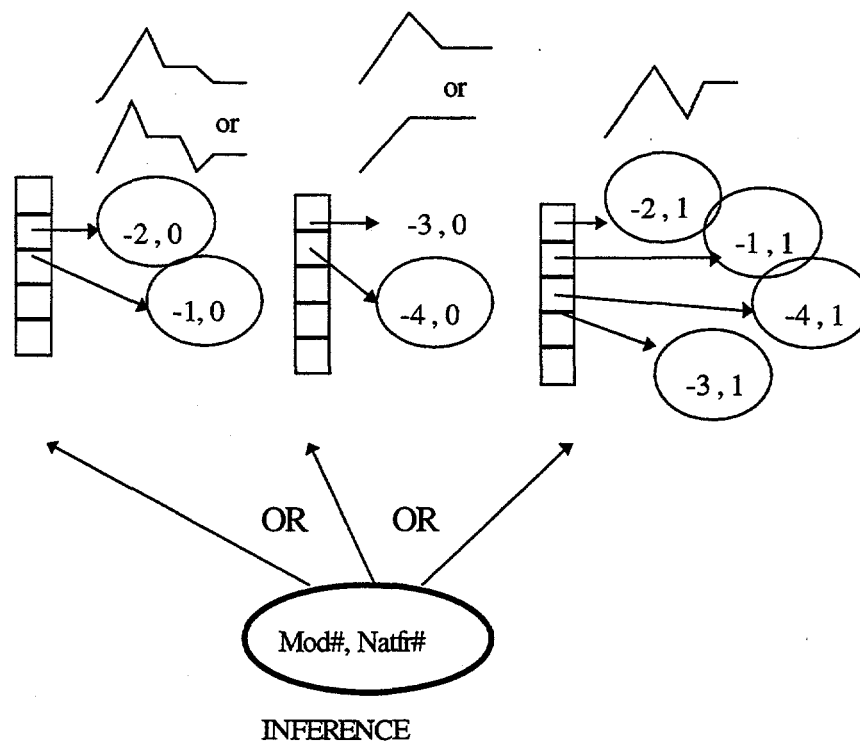 or
or
-2, 0
-1, 0
-3, 0
-4, 0
-2, 1
-1, 1
-4, 1
-3, 1
OR
OR
Mod#, Natfr#
INFERENCE